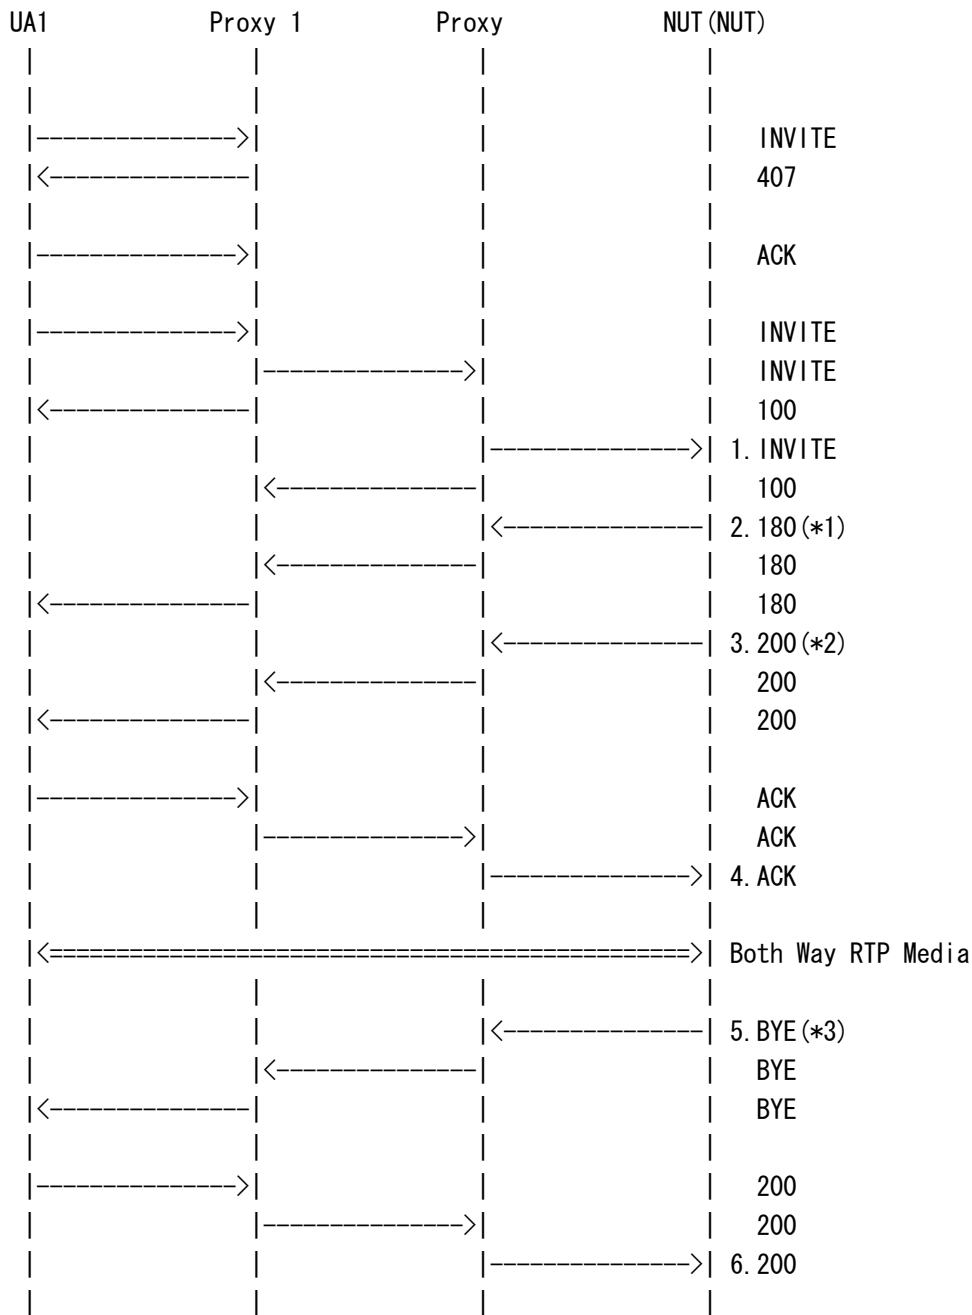 UA1 Proxy 1 Proxy NUT(NUT)
INVITE
407
ACK
INVITE
INVITE
100
1. INVITE
100
2. 180(*1)
180
180
3. 200(*2)
200
200
ACK
ACK
4. ACK
Both Way RTP Media
5. BYE(*3)
BYE
BYE
200
200
6. 200